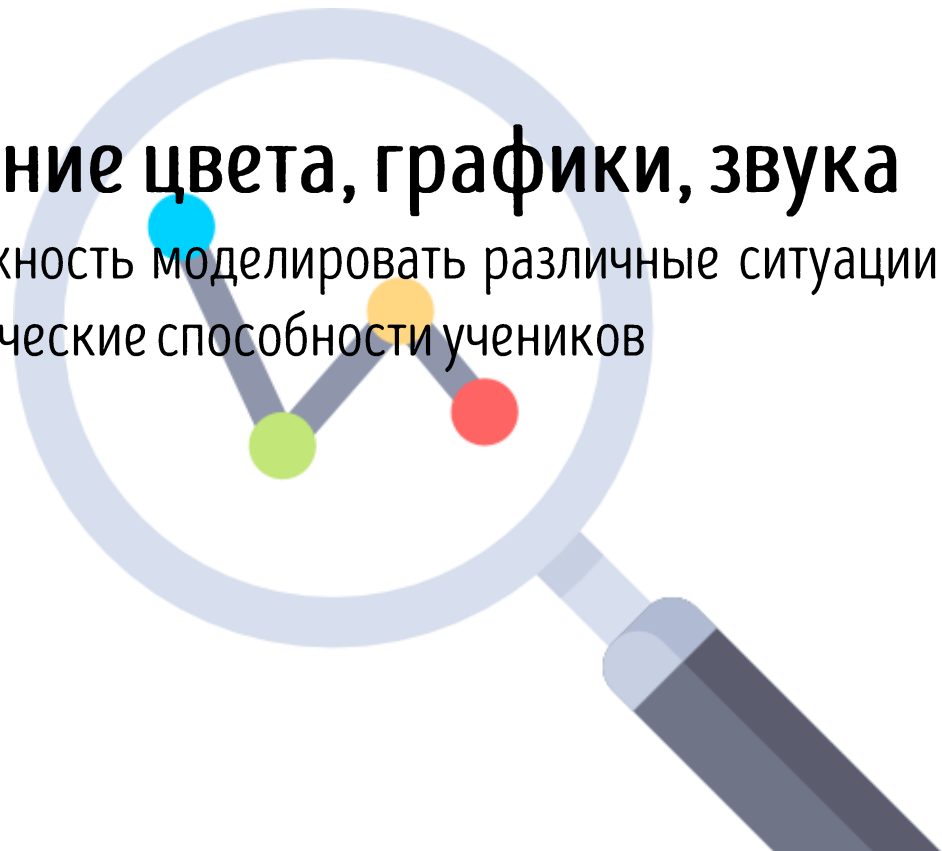 ние цвета, графики, звука
жность моделировать различные ситуации
ческие способности учеников